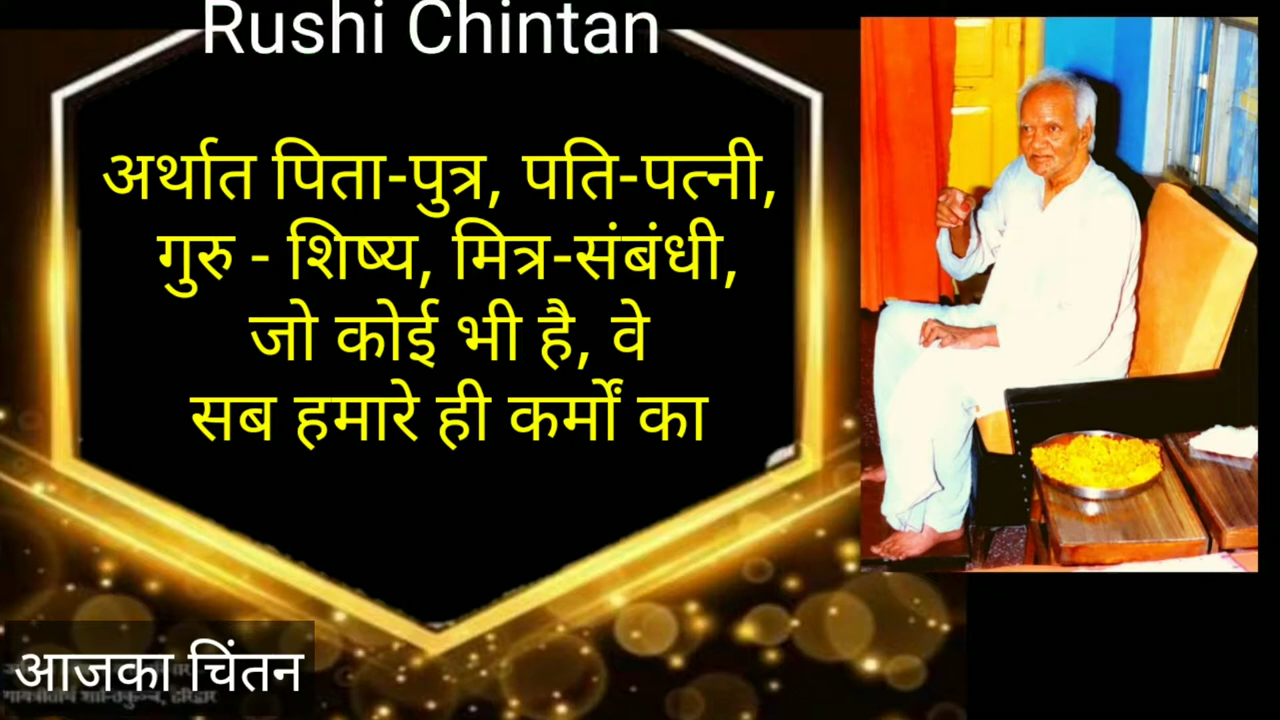 Rushi Chintan
अर्थात पिता-पुत्र, पति-पत्नी,
गुरु - शिष्य, मित्र-संबंधी,
जो कोई भी है, वे
सब हमारे ही कर्मों का
आजका चिंतन